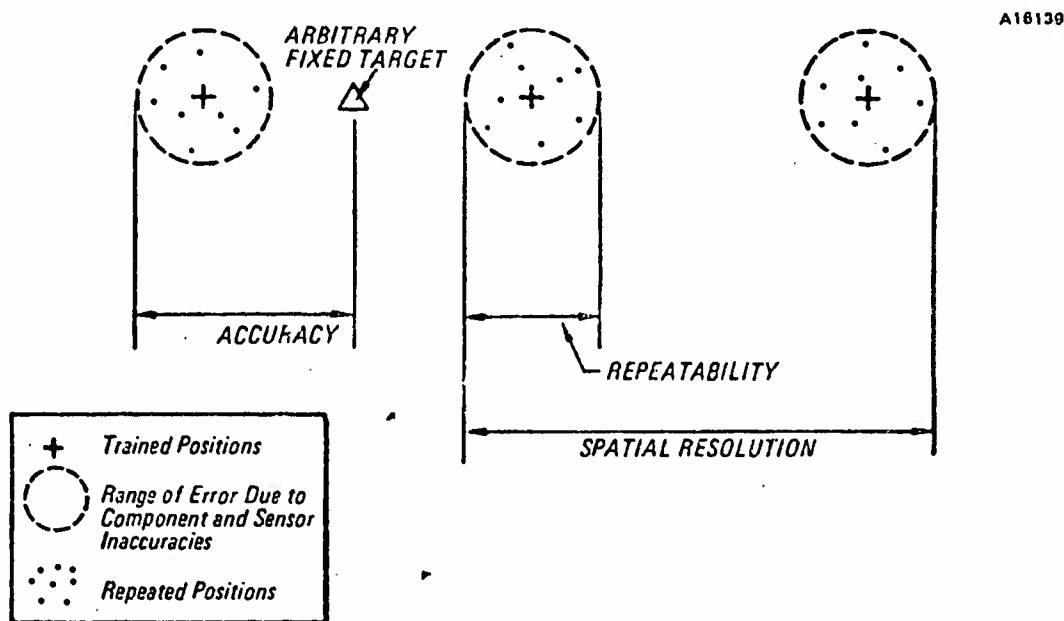 A16139
ARBITRARY
FIXED TARGET
ACCURACY
REPEATABILITY
SPATIAL RESOLUTION
Trained Positions
Range of Error Due to
Component and Sensor
Inaccuracies
Repeated Positions